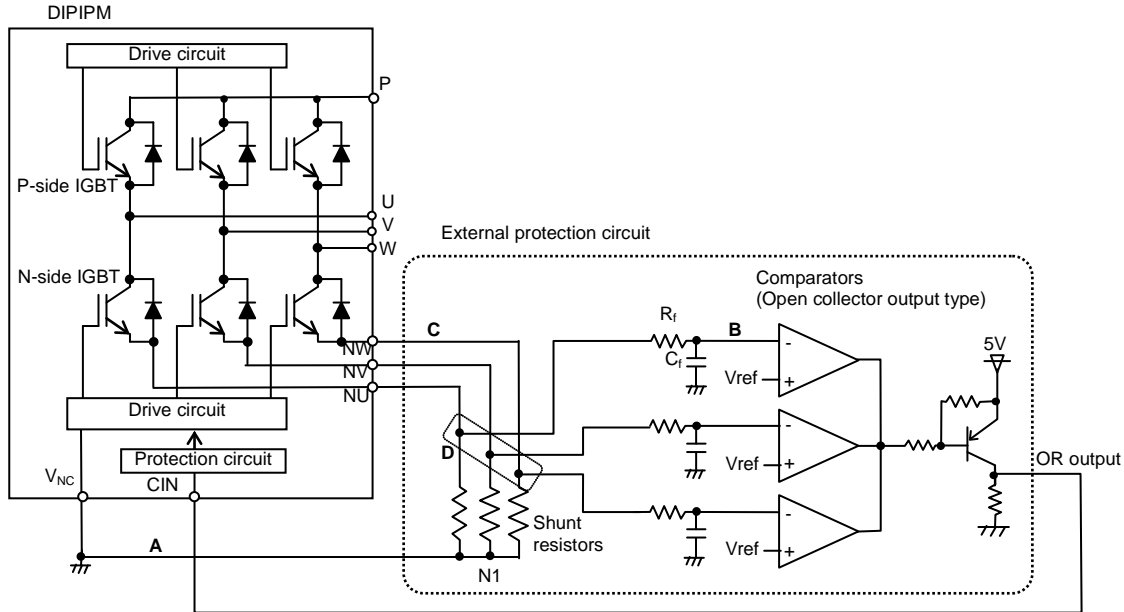 DIPIPM
Drive circuit
P
P-side IGBT
U
V
W
N-side IGBT
NW
NV
NU
Drive circuit
Protection circuit
VNC
CIN
External protection circuit
Comparators
(Open collector output type)
C
Rf
B
Cf
-
Vref
+
5V
-
Vref
+
D
OR output
-
Vref
+
Shunt
resistors
A
N1